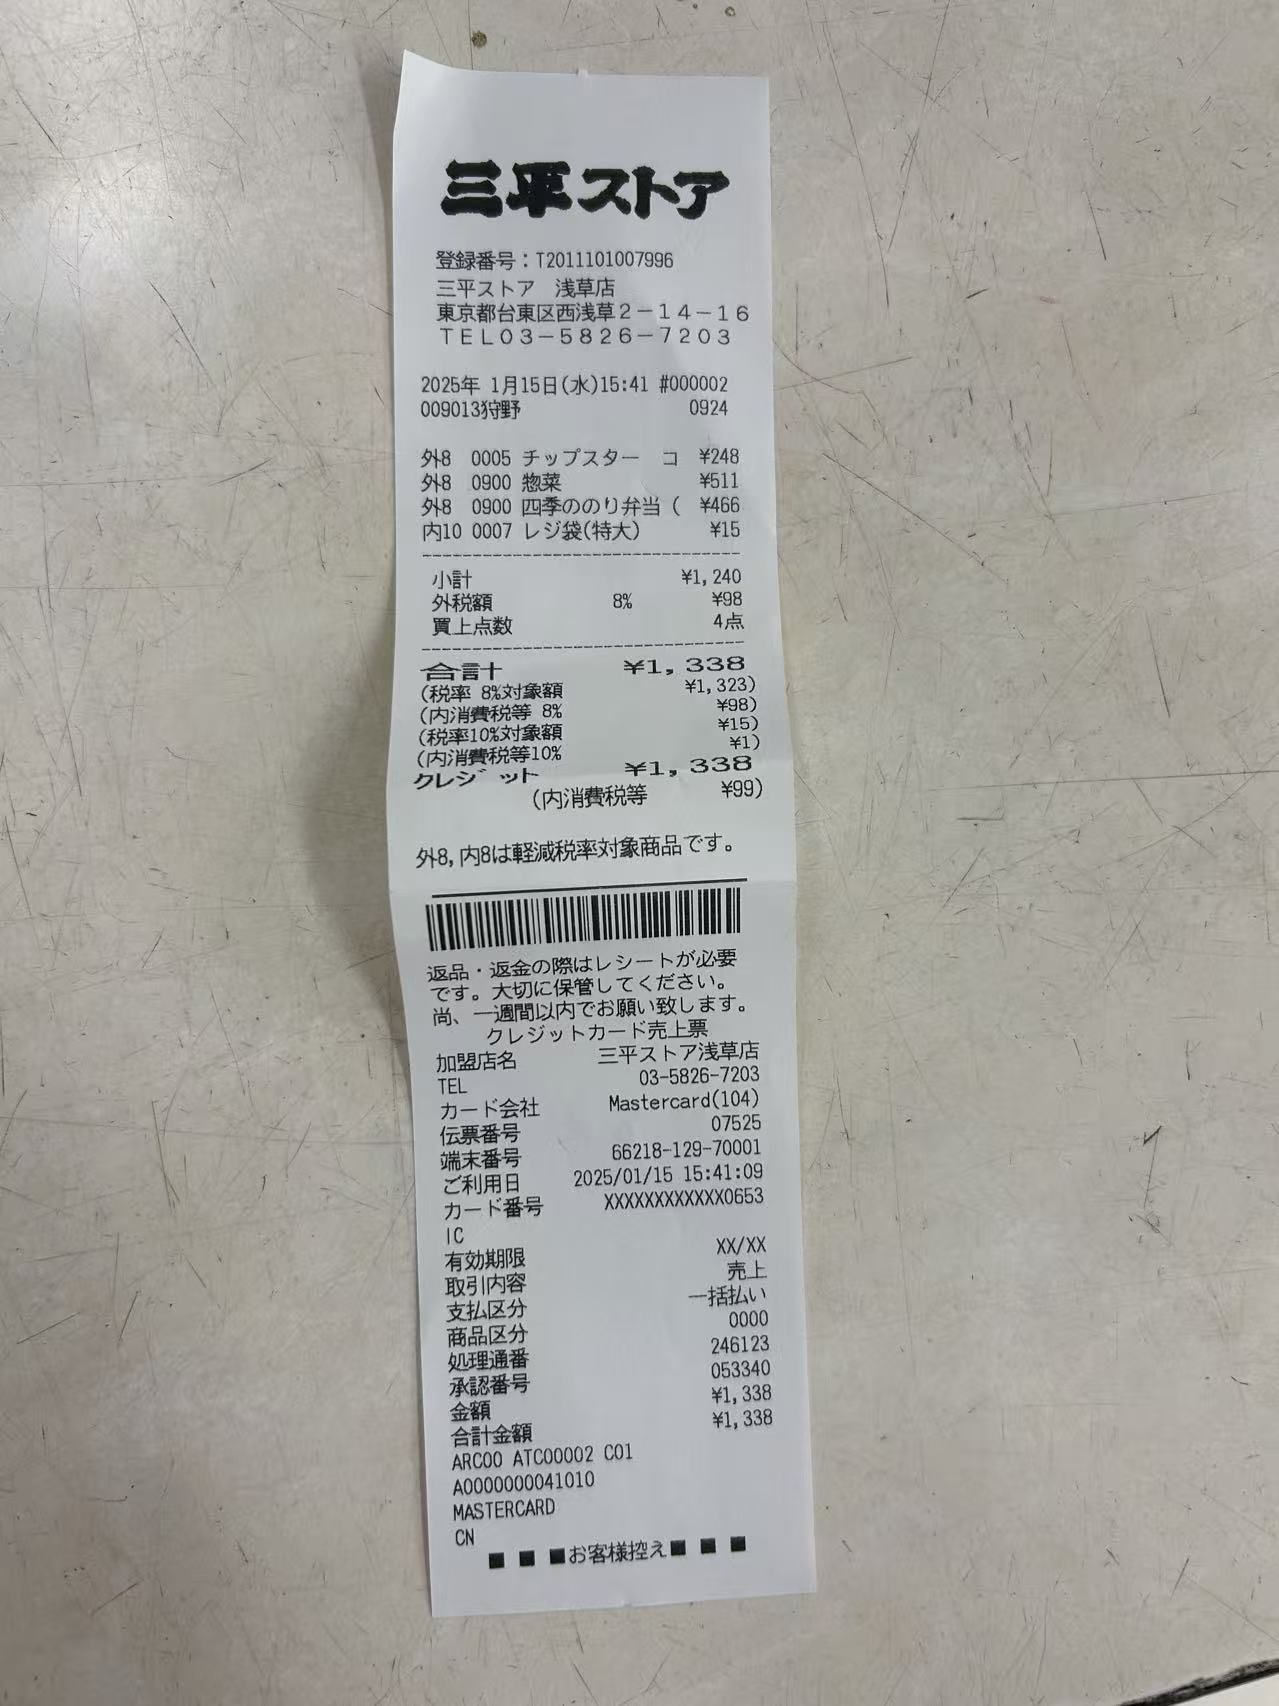 三平ストア
登録番号：T2011101007996
三平ストア　浅草店
東京都台東区西浅草２－１４－１６
ＴＥＬ０３－５８２６－７２０３
2025年 1月15日(水)15:41 #000002
009013狩野 0924
外8 0005 チップスター　コ ¥248
外8 0900 惣菜 ¥511
外8 0900 四季ののり弁当（ ¥466
内10 0007 レジ袋(特大) ¥15
小計 ¥1,240
外税額 8% ¥98
買上点数 4点
合計 ¥1,338
(税率 8%対象額 ¥1,323)
(内消費税等 8% ¥98)
(税率10%対象額 ¥15)
(内消費税等10% ¥1)
クレジット ¥1,338
(内消費税等 ¥99)
外8,内8は軽減税率対象商品です。
返品・返金の際はレシートが必要
です。大切に保管してください。
尚、一週間以内でお願い致します。
クレジットカード売上票
加盟店名 三平ストア浅草店
TEL 03-5826-7203
カード会社 Mastercard(104)
伝票番号 07525
端末番号 66218-129-70001
ご利用日 2025/01/15 15:41:09
カード番号 XXXXXXXXXXXX0653
IC
有効期限 XX/XX
取引内容 売上
支払区分 一括払い
商品区分 0000
処理通番 246123
承認番号 053340
金額 ¥1,338
合計金額 ¥1,338
ARC00 ATC00002 C01
A0000000041010
MASTERCARD
CN
■ ■ ■お客様控え■ ■ ■